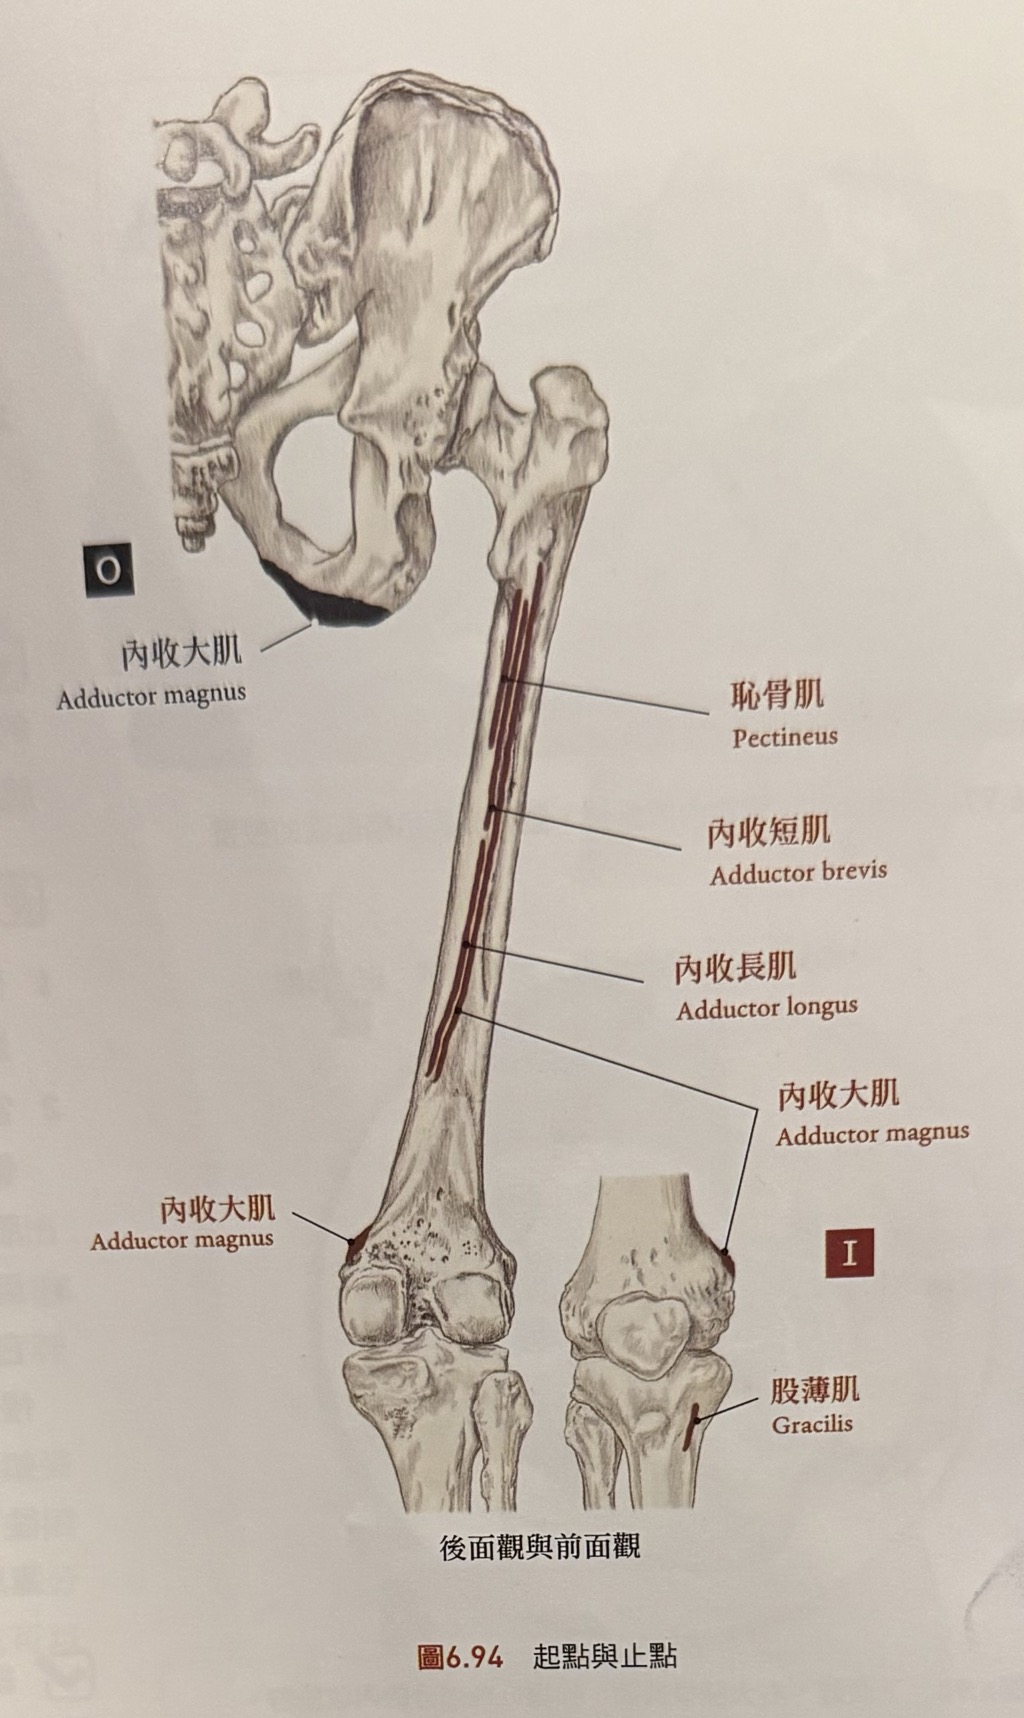 O
內收大肌
Adductor magnus
恥骨肌
Pectineus
內收短肌
Adductor brevis
內收長肌
Adductor longus
內收大肌
Adductor magnus
內收大肌
Adductor magnus
I
股薄肌
Gracilis
後面觀與前面觀
圖6.94 起點與止點